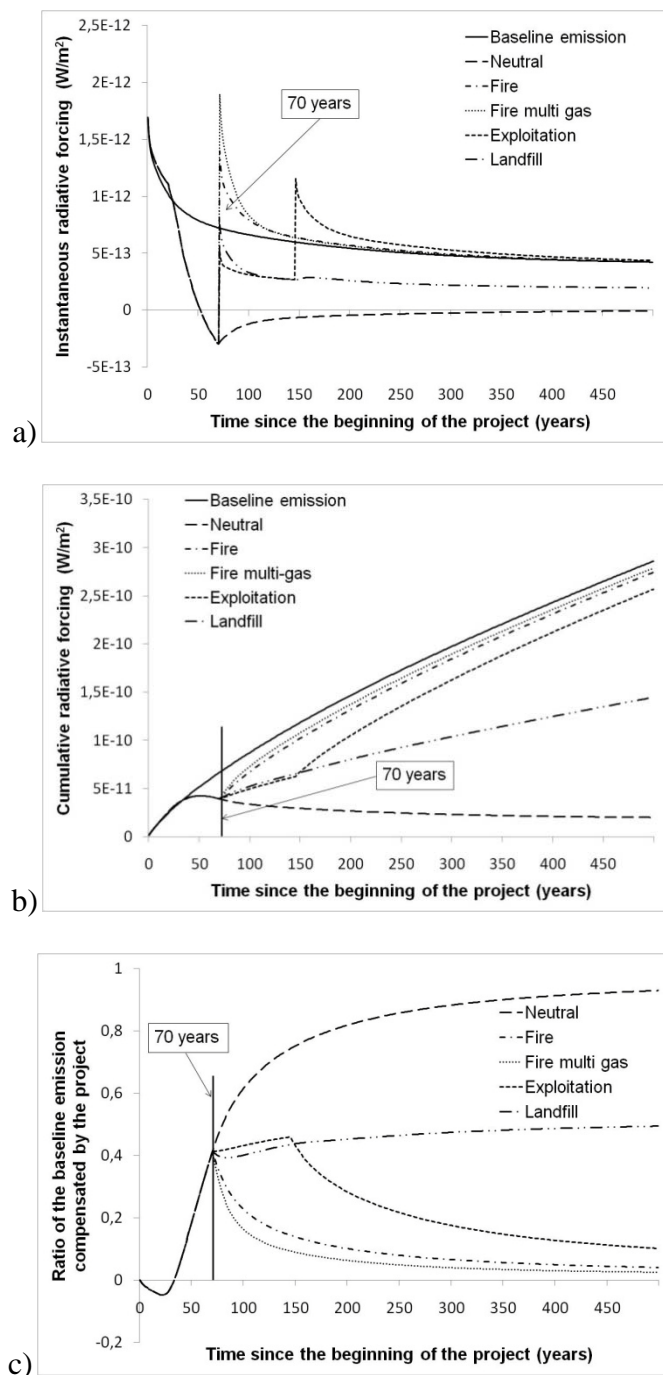 2,5E-12
2E-12
1,5E-12
1E-12
5E-13
0
-5E-13
Instantaneous radiative forcing (W/m²)
Baseline emission
Neutral
Fire
Fire multi gas
Exploitation
Landfill
70 years
0 50 100 150 200 250 300 350 400 450
Time since the beginning of the project (years)
a)
3,5E-10
3E-10
2,5E-10
2E-10
1,5E-10
1E-10
5E-11
0
Cumulative radiative forcing (W/m²)
Baseline emission
Neutral
Fire
Fire multi-gas
Exploitation
Landfill
70 years
0 50 100 150 200 250 300 350 400 450
Time since the beginning of the project (years)
b)
1
0,8
0,6
0,4
0,2
0
-0,2
Ratio of the baseline emission
compensated by the project
70 years
Neutral
Fire
Fire multi gas
Exploitation
Landfill
0 50 100 150 200 250 300 350 400 450
Time since the beginning of the project (years)
c)